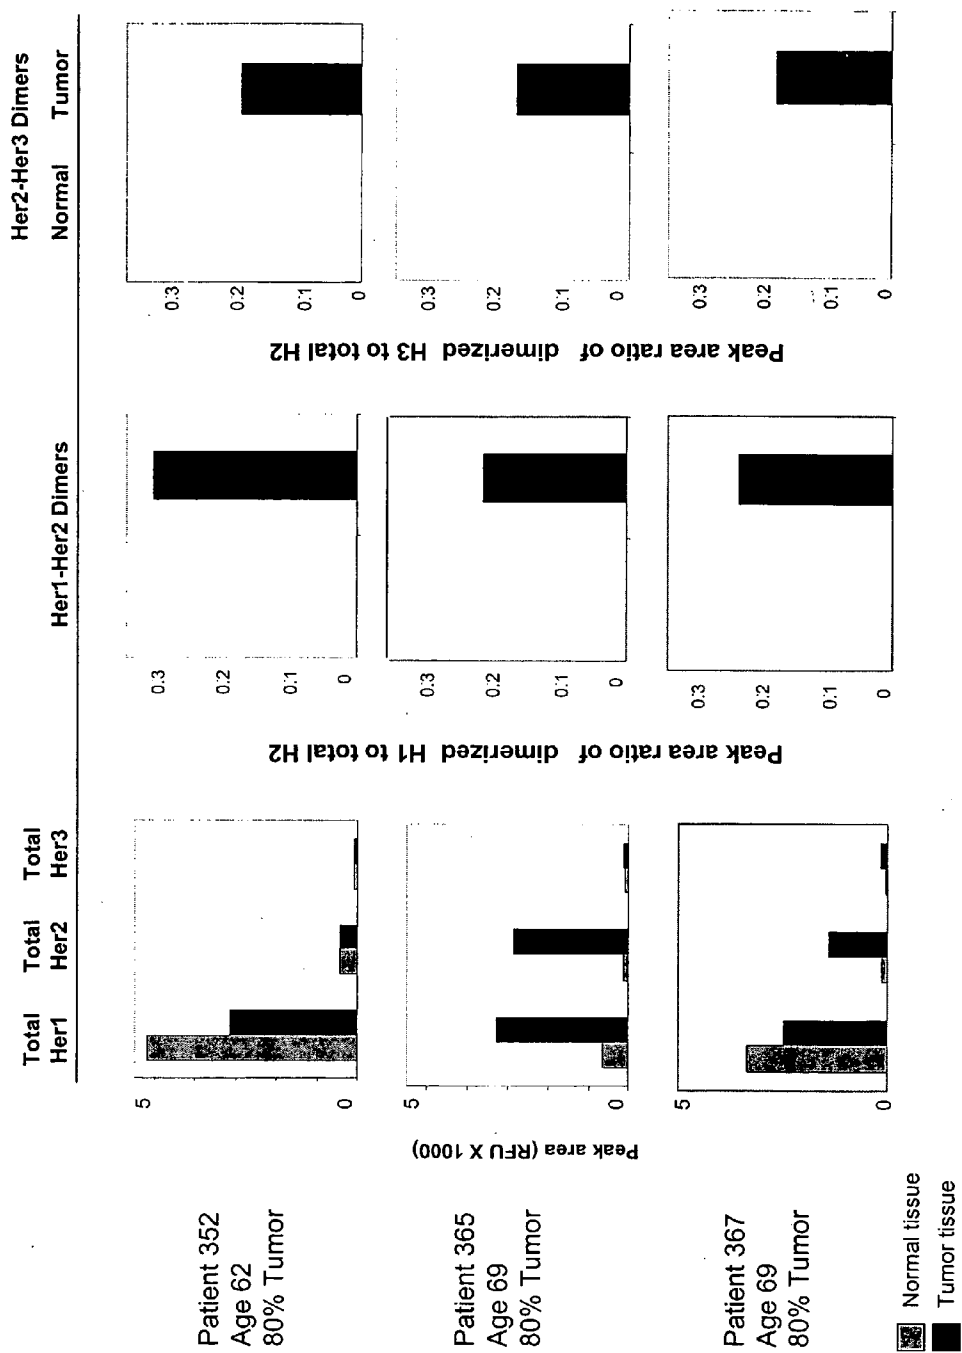 Total Her1
Total Her2
Total Her3
Her1-Her2 Dimers
Her2-Her3 Dimers
Normal Tumor
Patient 352
Age 62
80% Tumor
5
0
0.3
0.2
0.1
0
0.3
0.2
0.1
0
Patient 365
Age 69
80% Tumor
Peak area (RFU X 1000)
5
0
Peak area ratio of dimerized H1 to total H2
0.3
0.2
0.1
0
Peak area ratio of dimerized H3 to total H2
0.3
0.2
0.1
0
Patient 367
Age 69
80% Tumor
5
0
0.3
0.2
0.1
0
0.3
0.2
0.1
0
Normal tissue
Tumor tissue